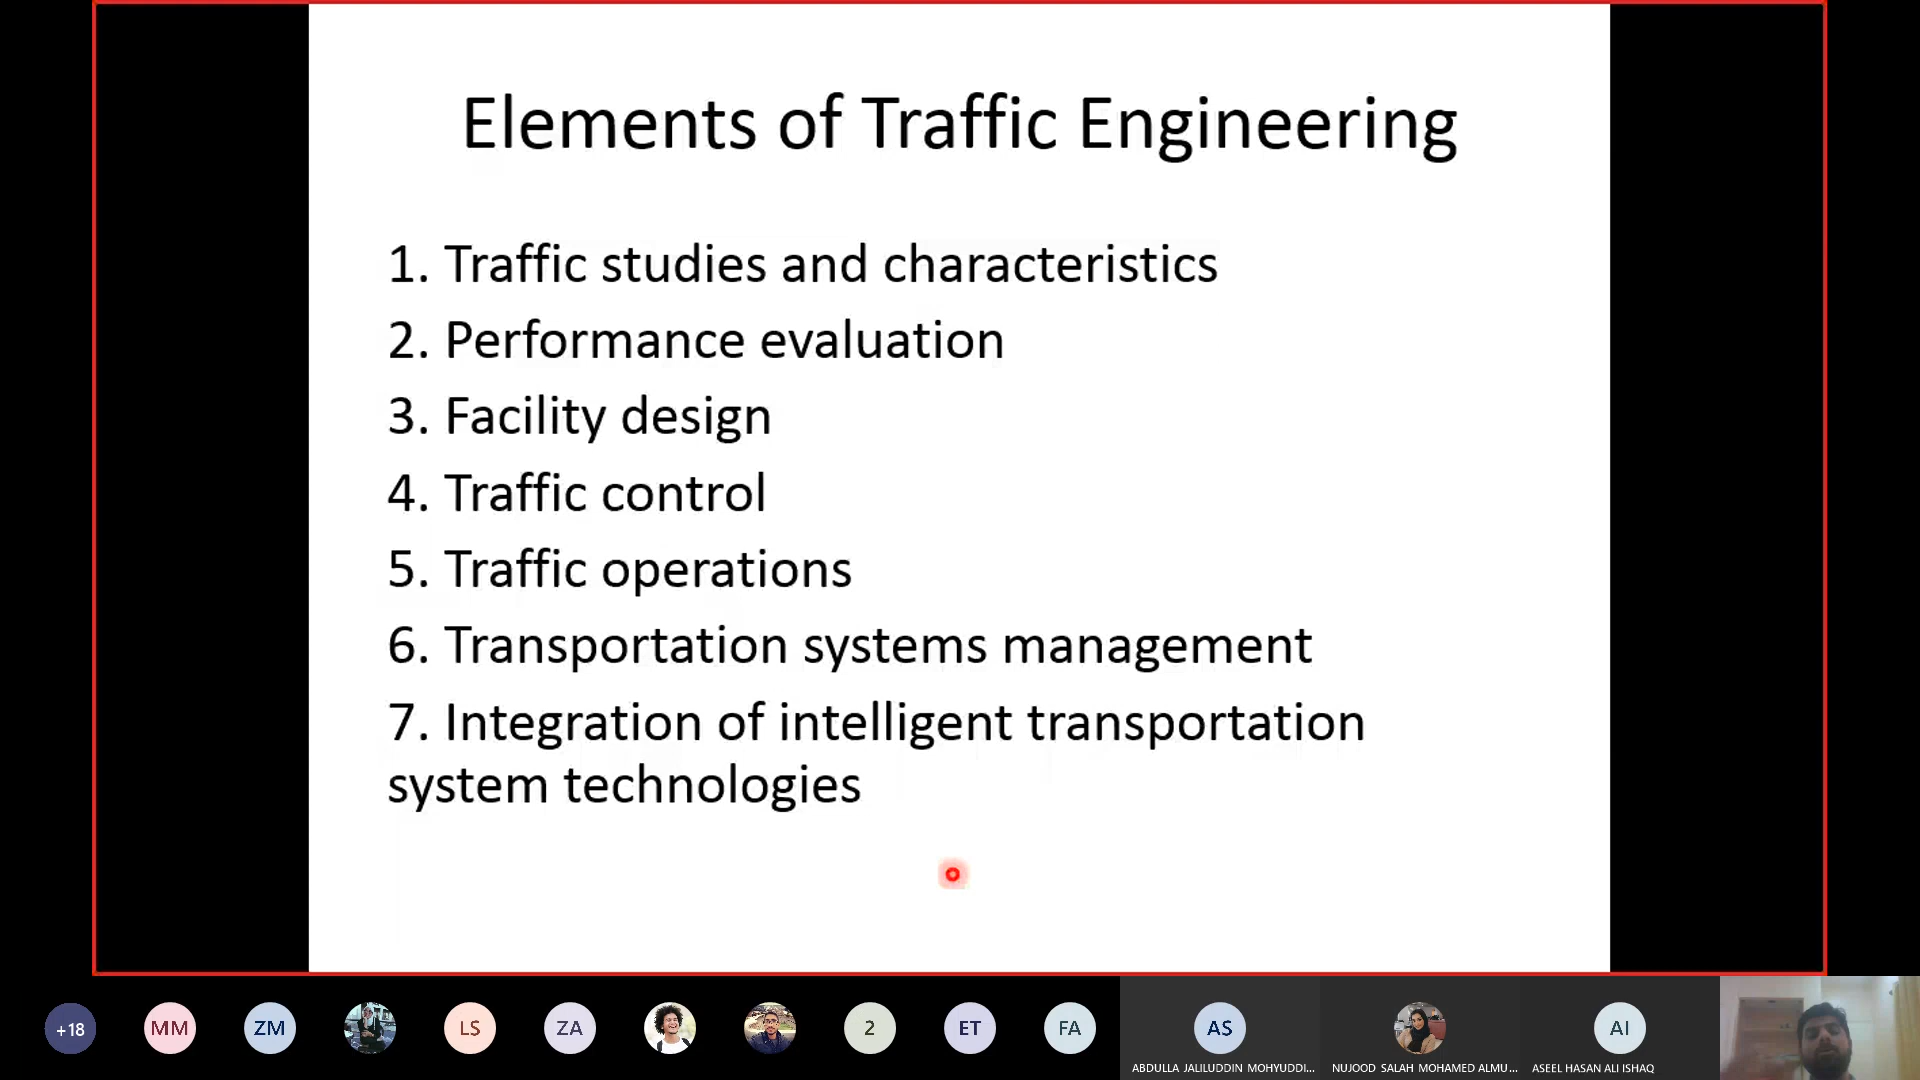 Elements of Traffic Engineering
1. Traffic studies and characteristics
2. Performance evaluation
3. Facility design
4. Traffic control
5. Traffic operations
6. Transportation systems management
7. Integration of intelligent transportation
system technologies
+18
MM
ZM
LS
ZA
2
ET
FA
AS
AI
ABDULLA JALILUDDIN MOHYUDDI...
NUJOOD SALAH MOHAMED ALMU...
ASEEL HASAN ALI ISHAQ